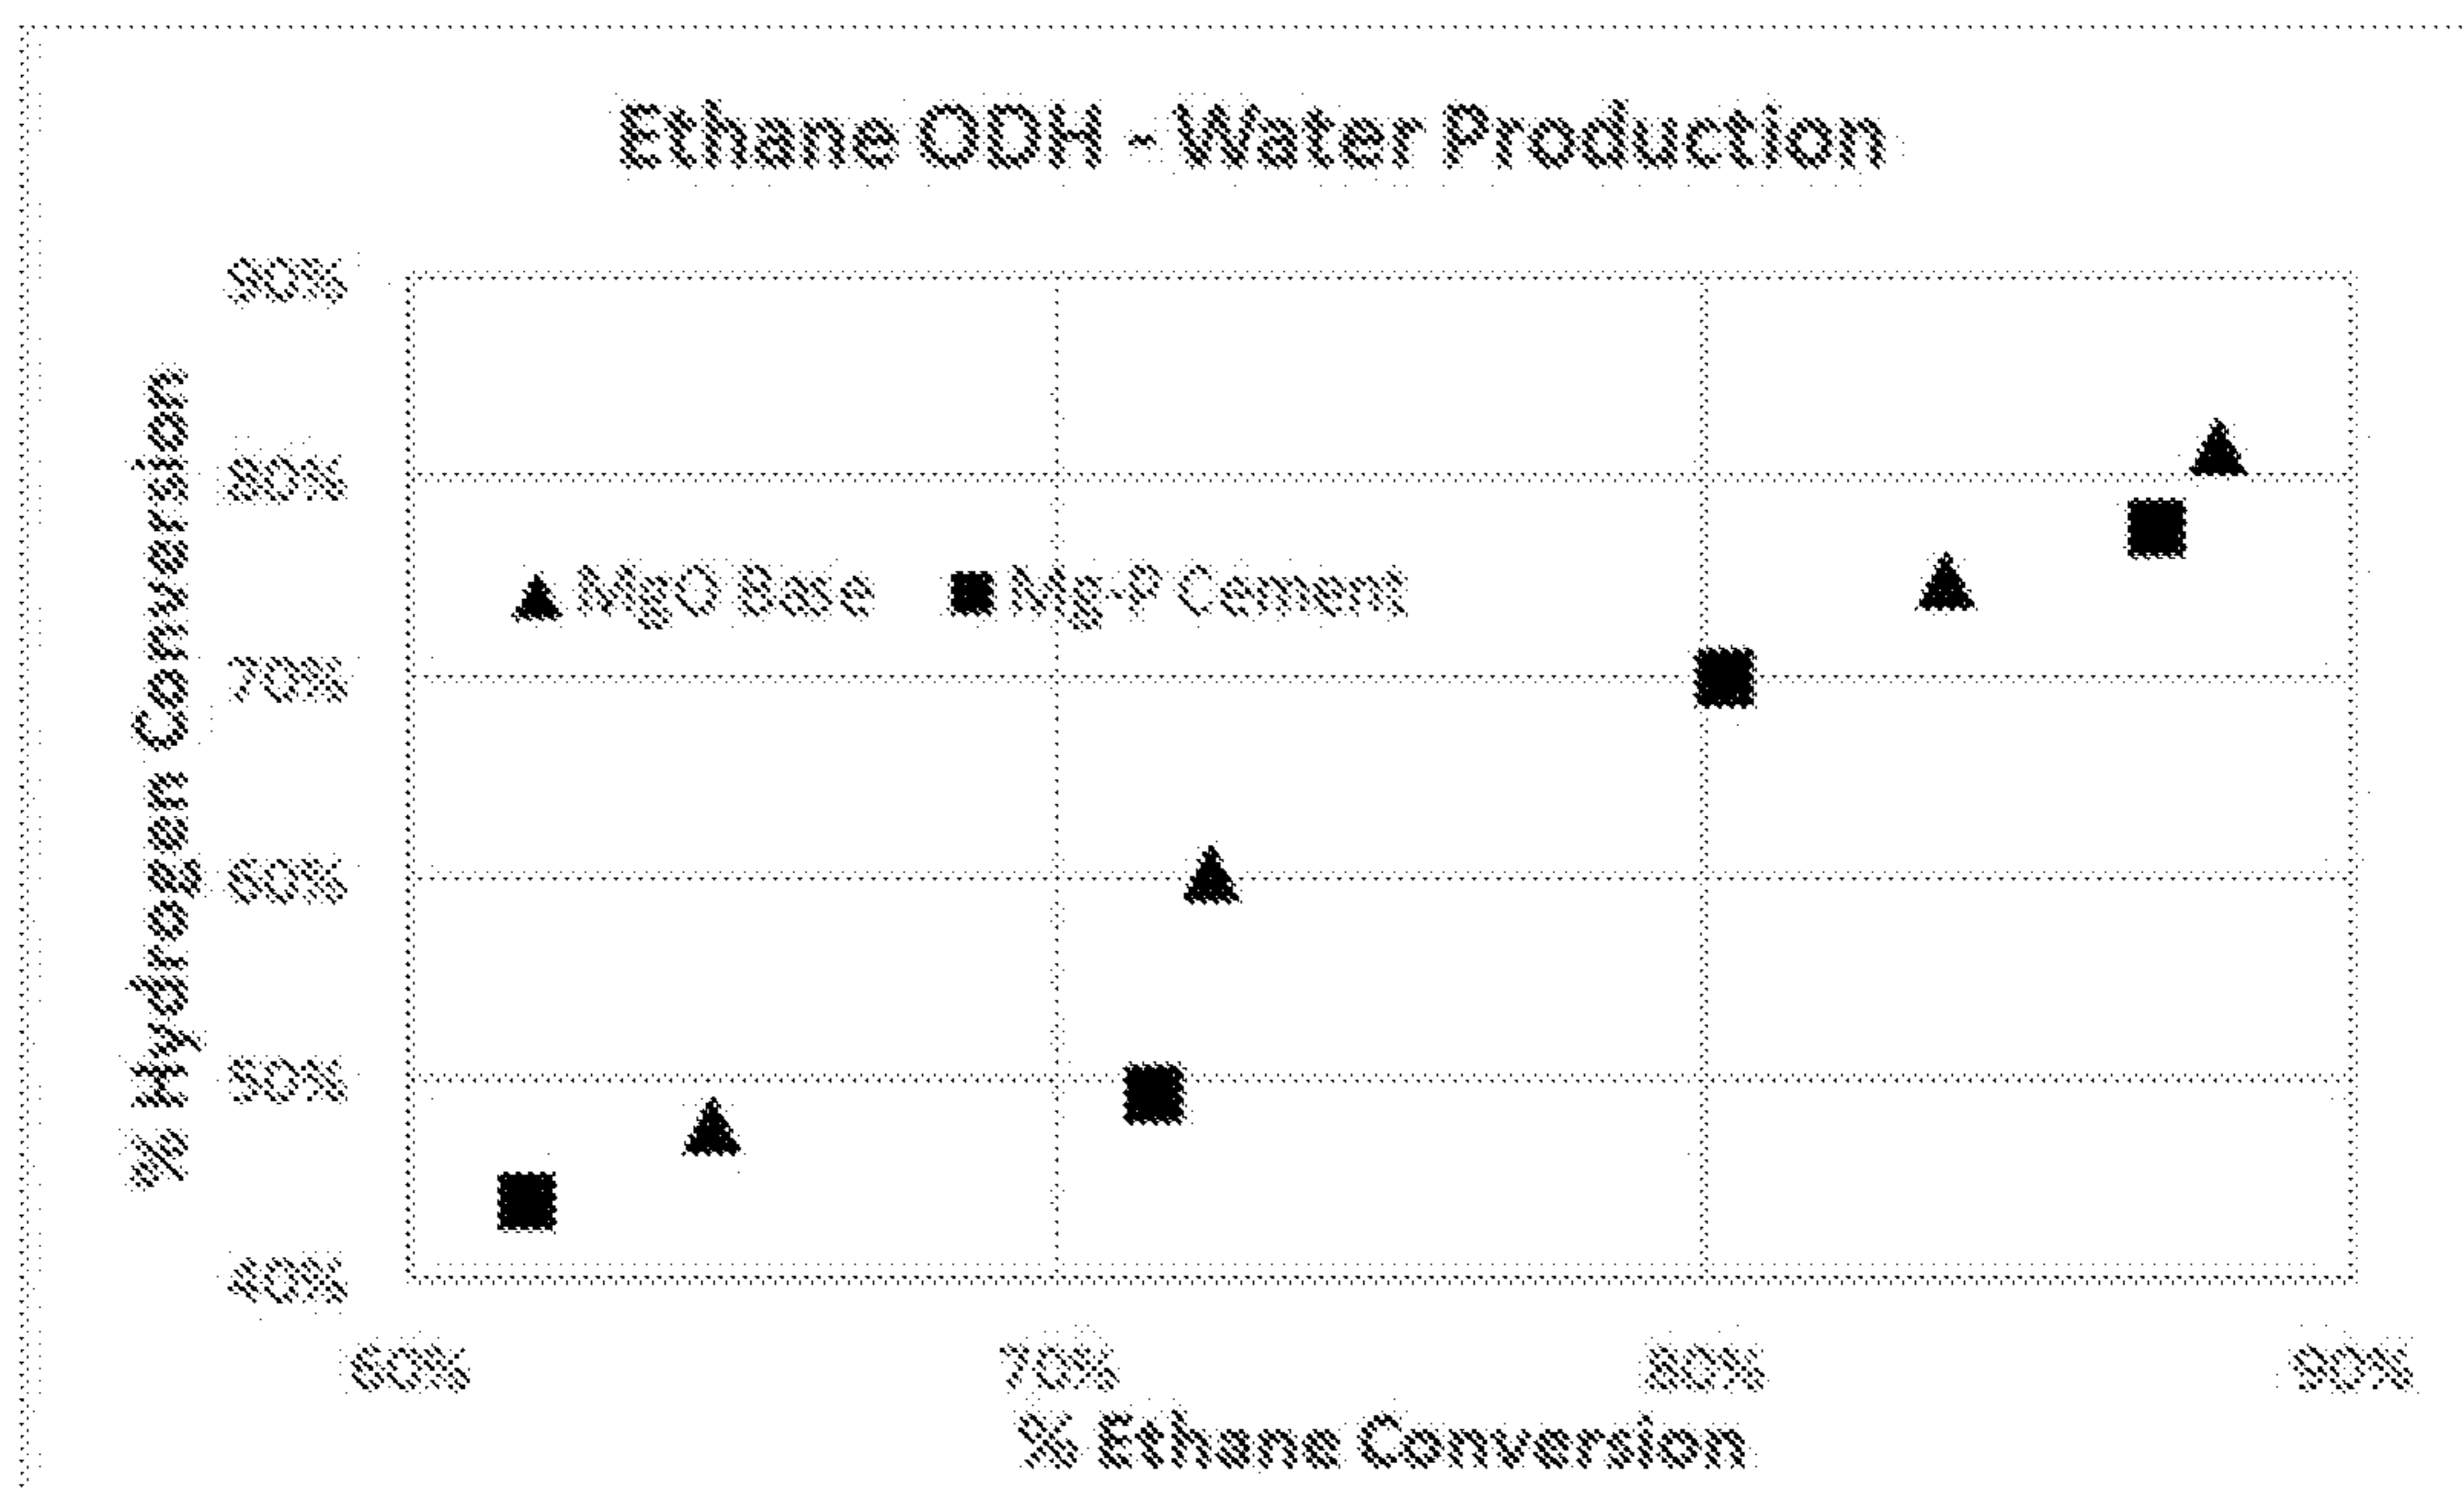 Ethane ODH - Water Production
% Hydrogen Conversion
90%
80%
MgO Base Mg-P Cement
70%
60%
50%
40%
60% 70% 80% 90%
% Ethane Conversion